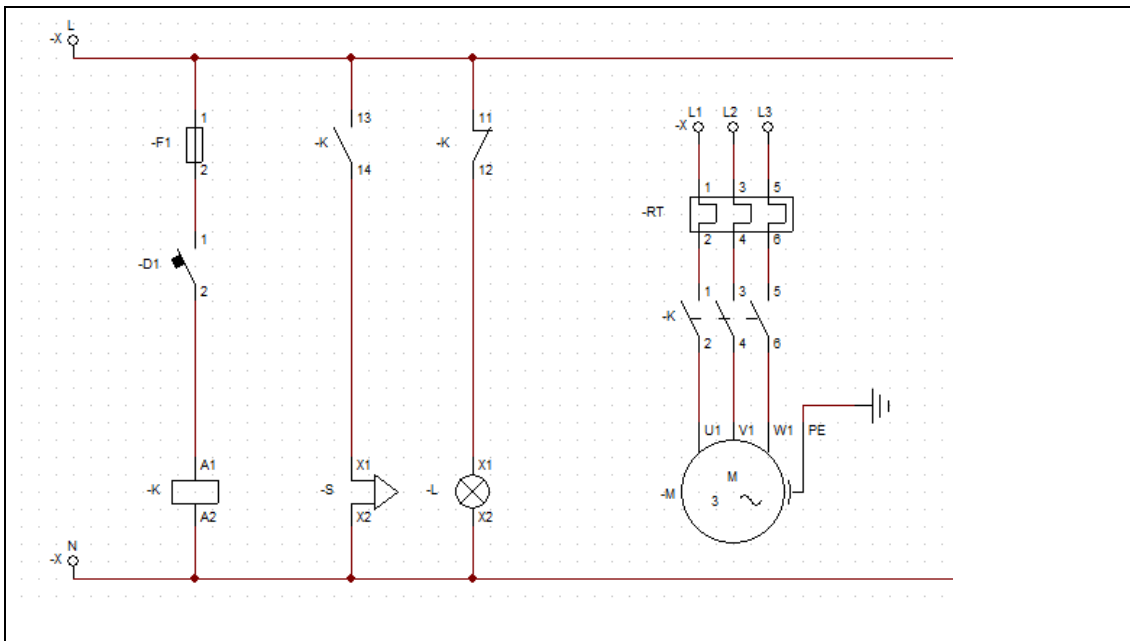 L
-X
1
-F1
2
1
-D1
2
A1
-K
A2
13
-K
14
X1
-S
X2
11
-K
12
X1
-L
X2
N
-X
L1 L2 L3
-X
1 3 5
-RT
2 4 6
1 3 5
-K
2 4 6
U1 V1 W1 PE
M
-M
3